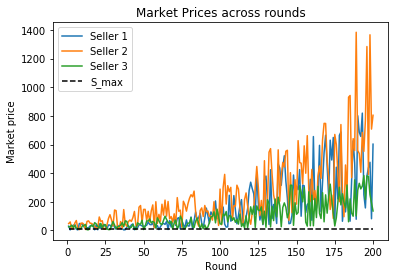 Market Prices across rounds
Seller 1
Seller 2
Seller 3
S_max
Market price
1400
1200
1000
800
600
400
200
0
0
25
50
75
100
125
150
175
200
Round